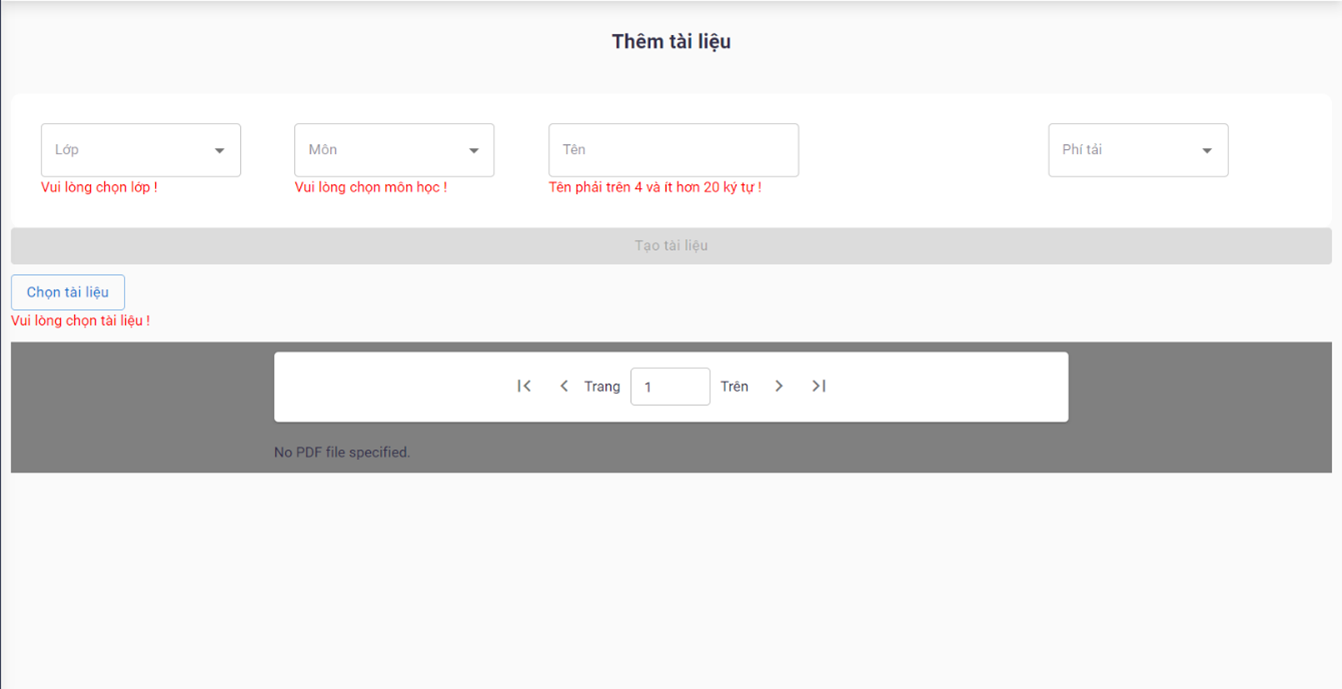 Thêm tài liệu
Lớp
Môn
Tên
Phí tải
Vui lòng chọn lớp !
Vui lòng chọn môn học !
Tên phải trên 4 và ít hơn 20 ký tự !
Tạo tài liệu
Chọn tài liệu
Vui lòng chọn tài liệu !
Trang 1 Trên
No PDF file specified.